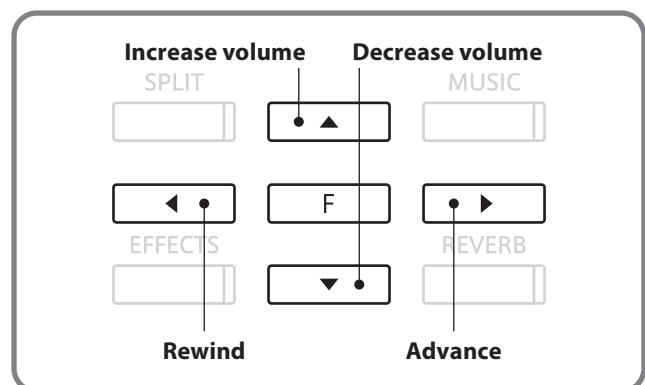 Increase volume Decrease volume
SPLIT MUSIC
F
EFFECTS REVERB
Rewind Advance